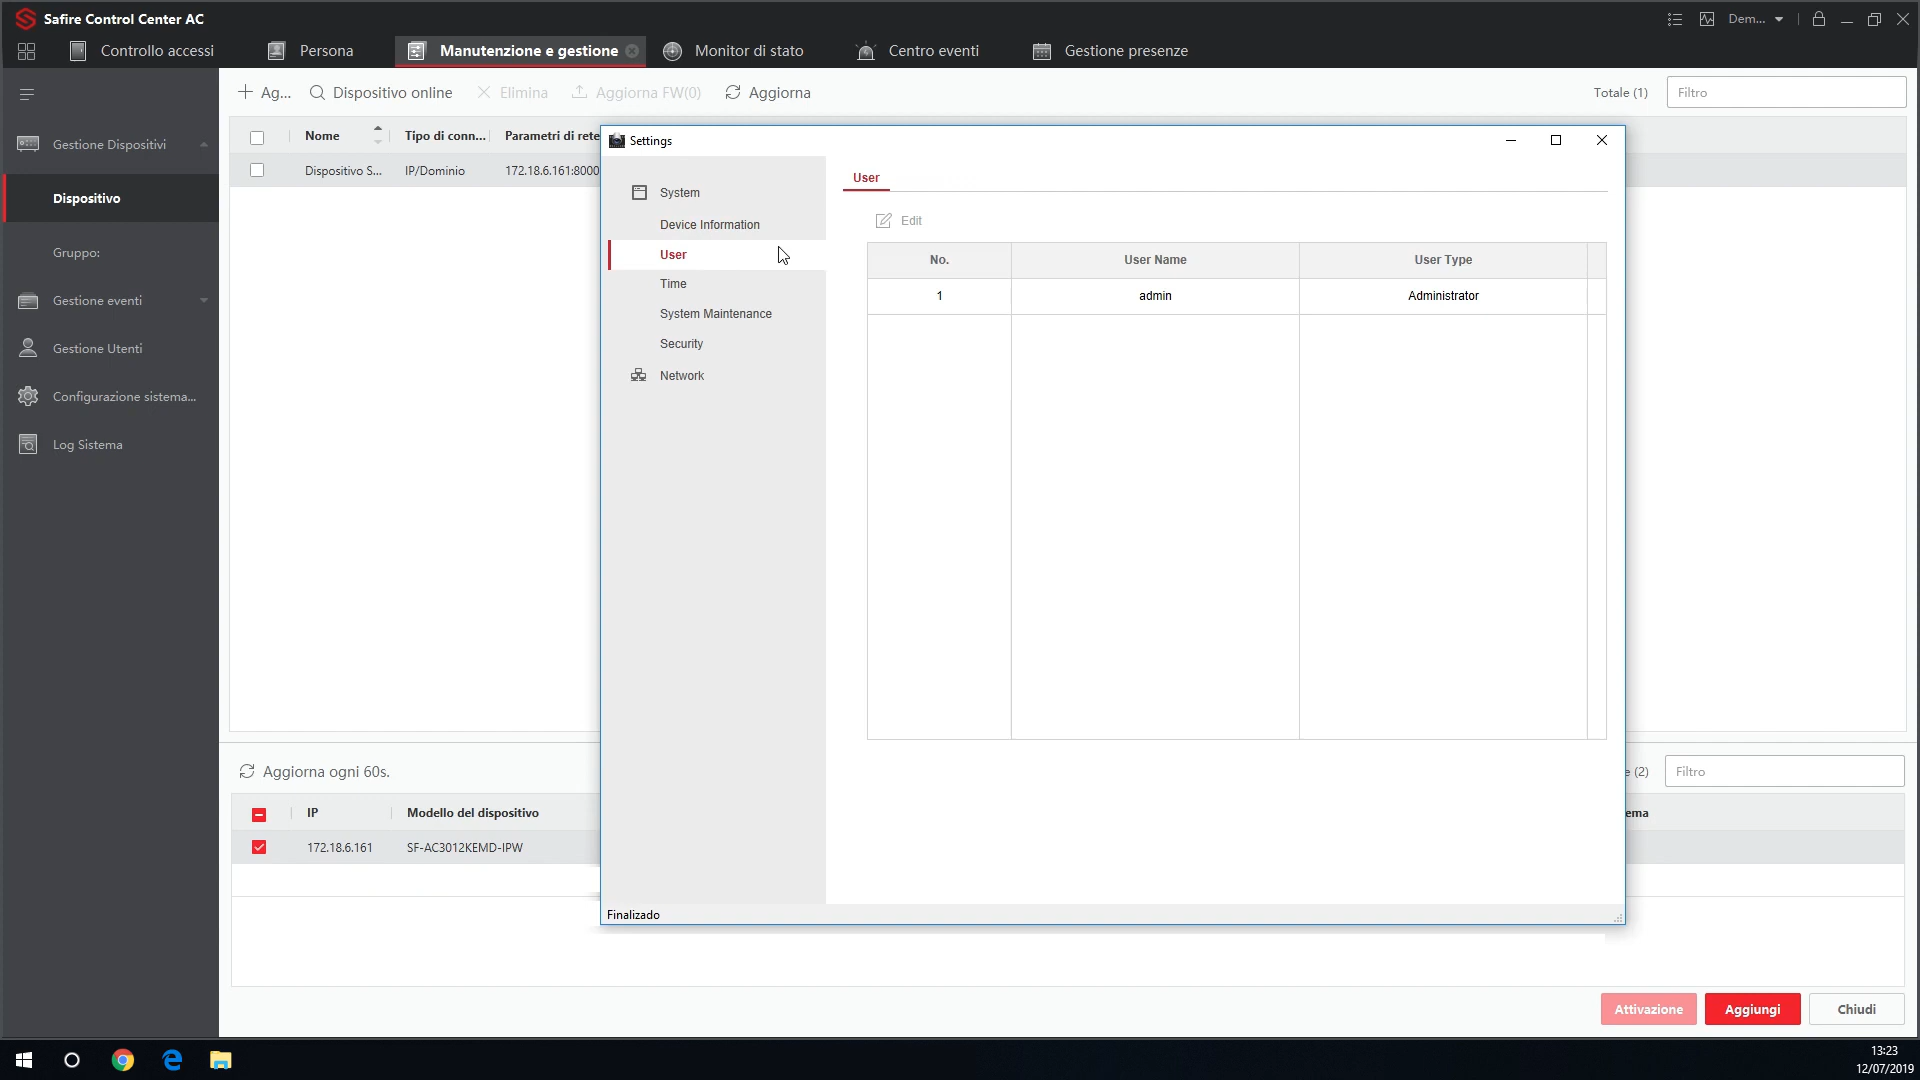 Safire Control Center AC
Dem...
Controllo accessi
Persona
Manutenzione e gestione
Monitor di stato
Centro eventi
Gestione presenze
Ag...
Dispositivo online
Elimina
Aggiorna FW(0)
Aggiorna
Totale (1)
Filtro
Gestione Dispositivi
Dispositivo
Gruppo:
Gestione eventi
Gestione Utenti
Configurazione sistema...
Log Sistema
Nome
Tipo di conn...
Parametri di rete
Dispositivo S...
IP/Dominio
172.18.6.161:8000
Settings
System
Device Information
User
Time
System Maintenance
Security
Network
User
Edit
No.
User Name
User Type
1
admin
Administrator
Finalizado
Aggiorna ogni 60s.
e (2)
Filtro
IP
Modello del dispositivo
ema
172.18.6.161
SF-AC3012KEMD-IPW
Attivazione
Aggiungi
Chiudi
13:23
12/07/2019